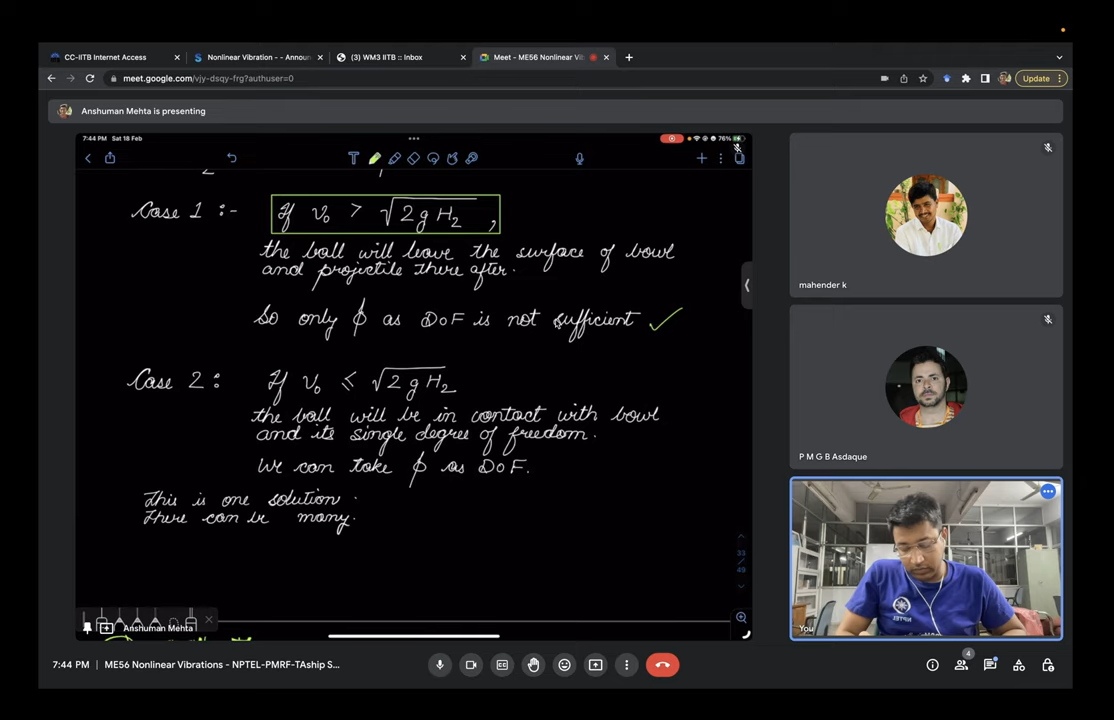 CC-IITB Internet Access
Nonlinear Vibration - - Announ
(3) WM3 IITB :: Inbox
Meet - ME56 Nonlinear Vib
meet.google.com/vjy-dsqy-frg?authuser=0
Update
Anshuman Mehta is presenting
7:44 PM Sat 18 Feb
76%
Case 1 :- If v₀ > √2gH₂ ,
the ball will leave the surface of bowl
and projectile there after.
So only ϕ as DoF is not sufficient ✓
Case 2 : If v₀ ≤ √2gH₂
the ball will be in contact with bowl
and its single degree of freedom.
We can take ϕ as DoF.
This is one solution.
There can be many.
33
49
Anshuman Mehta
mahender k
P M G B Asdaque
You
NPTEL
7:44 PM | ME56 Nonlinear Vibrations - NPTEL-PMRF-TAship S...
4